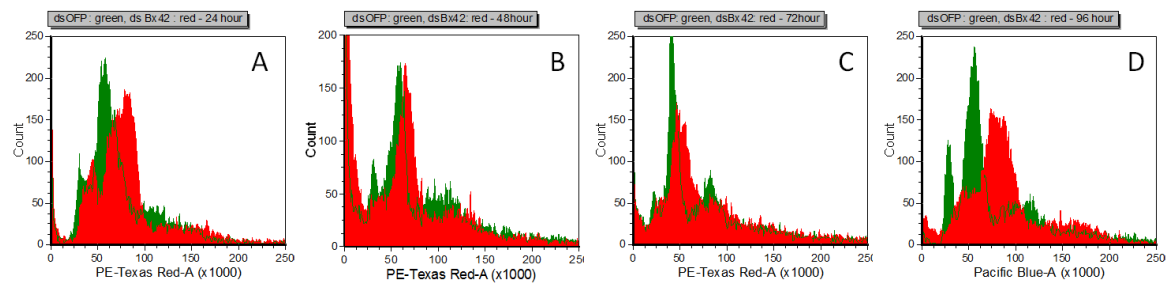 dsOFP: green, dsBx42 : red - 24 hour
250
200
150
100
50
0
Count
A
0 50 100 150 200 250
PE-Texas Red-A (x1000)
dsOFP: green, dsBx42: red - 48hour
200
150
100
50
0
Count
B
0 50 100 150 200 250
PE-Texas Red-A (x1000)
dsOFP: green, dsBx42: red - 72hour
250
200
150
100
50
0
Count
C
0 50 100 150 200 250
PE-Texas Red-A (x1000)
dsOFP: green, dsBx42 : red - 96 hour
250
200
150
100
50
0
Count
D
0 50 100 150 200 250
Pacific Blue-A (x1000)